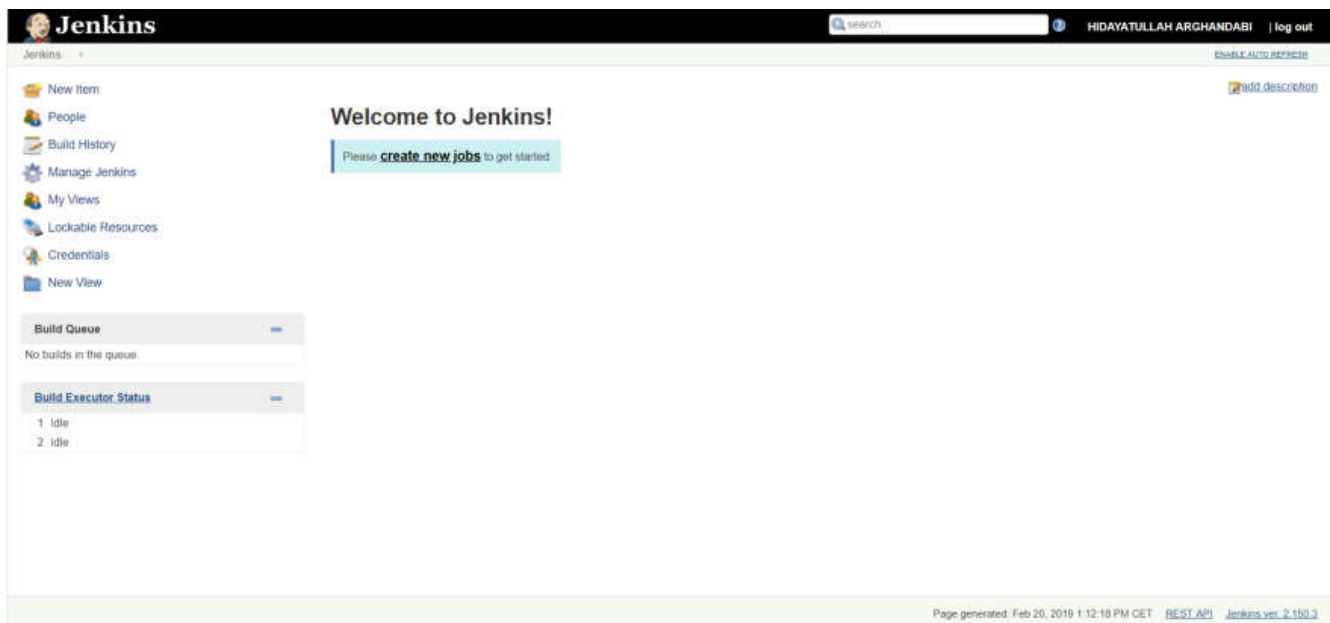 Jenkins
search
HIDAYATULLAH ARGHANDABI | log out
Jenkins
ENABLE AUTO REFRESH
New Item
People
Build History
Manage Jenkins
My Views
Lockable Resources
Credentials
New View
add description
Welcome to Jenkins!
Please create new jobs to get started.
Build Queue
No builds in the queue.
Build Executor Status
1 Idle
2 Idle
Page generated: Feb 20, 2019 1:12:18 PM CET REST API Jenkins ver. 2.150.3